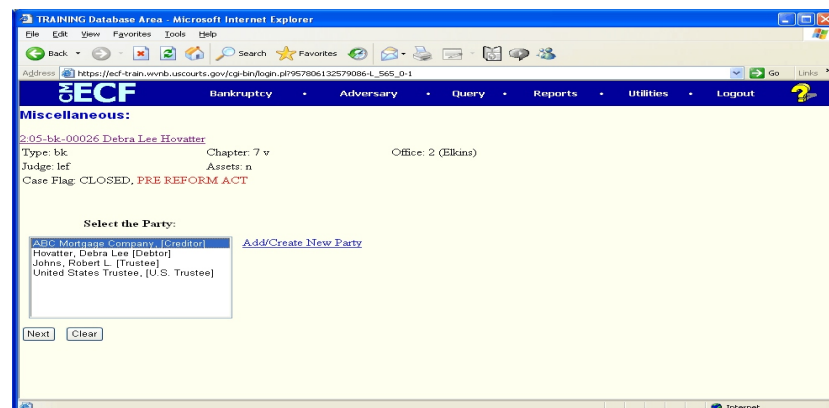 TRAINING Database Area - Microsoft Internet Explorer
File Edit View Favorites Tools Help
Back Search Favorites
Address https://ecf-train.wvnb.uscourts.gov/cgi-bin/login.pl?957806132579086-L_565_0-1 Go Links »
CM ECF Bankruptcy • Adversary • Query • Reports • Utilities • Logout ?
Miscellaneous:
2:05-bk-00026 Debra Lee Hovatter
Type: bk Chapter: 7 v Office: 2 (Elkins)
Judge: lef Assets: n
Case Flag: CLOSED, PRE REFORM ACT
Select the Party:
ABC Mortgage Company, [Creditor] Add/Create New Party
Hovatter, Debra Lee [Debtor]
Johns, Robert L. [Trustee]
United States Trustee, [U.S. Trustee]
Next Clear
Internet